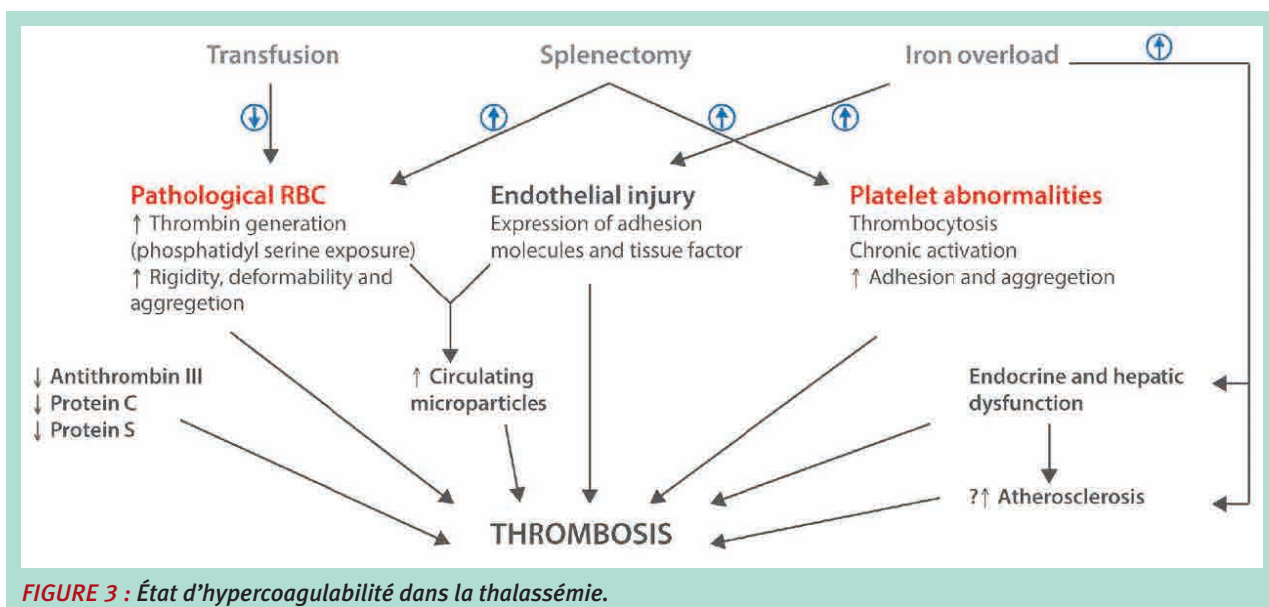 Transfusion
Splenectomy
Iron overload
Pathological RBC
↑ Thrombin generation
(phosphatidyl serine exposure)
↑ Rigidity, deformability and
aggregetion
Endothelial injury
Expression of adhesion
molecules and tissue factor
Platelet abnormalities
Thrombocytosis
Chronic activation
↑ Adhesion and aggregetion
↓ Antithrombin III
↓ Protein C
↓ Protein S
↑ Circulating
microparticles
Endocrine and hepatic
dysfunction
?↑ Atherosclerosis
THROMBOSIS
FIGURE 3 : État d’hypercoagulabilité dans la thalassémie.